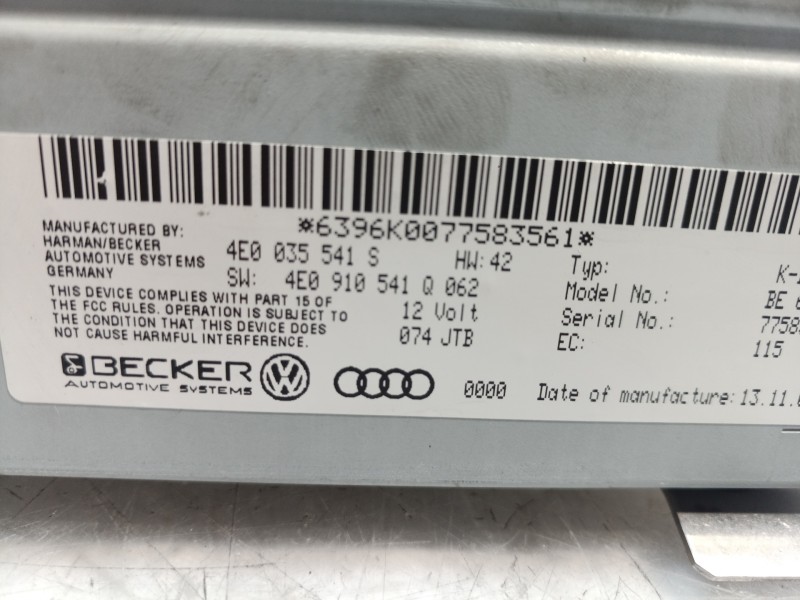 *6396K0077583561*
MANUFACTURED BY:
HARMAN/BECKER
AUTOMOTIVE SYSTEMS
GERMANY
4E0 035 541 S HW: 42
SW: 4E0 910 541 Q 062
THIS DEVICE COMPLIES WITH PART 15 OF
THE FCC RULES. OPERATION IS SUBJECT TO
THE CONDITION THAT THIS DEVICE DOES
NOT CAUSE HARMFUL INTERFERENCE.
12 Volt
074 JTB
Typ:
Model No.: BE
Serial No.:
EC: 115
BECKER
AUTOMOTIVE SYSTEMS
0000 Date of manufacture: